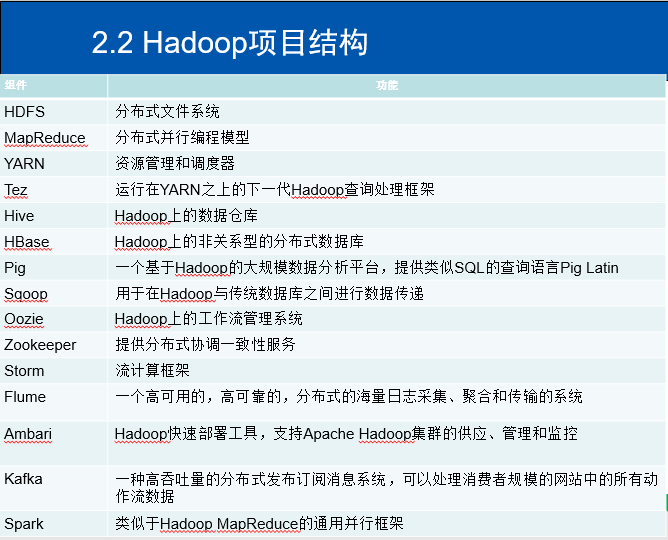 2.2 Hadoop项目结构
组件 功能
HDFS 分布式文件系统
MapReduce 分布式并行编程模型
YARN 资源管理和调度器
Tez 运行在YARN之上的下一代Hadoop查询处理框架
Hive Hadoop上的数据仓库
HBase Hadoop上的非关系型的分布式数据库
Pig 一个基于Hadoop的大规模数据分析平台，提供类似SQL的查询语言Pig Latin
Sqoop 用于在Hadoop与传统数据库之间进行数据传递
Oozie Hadoop上的工作流管理系统
Zookeeper 提供分布式协调一致性服务
Storm 流计算框架
Flume 一个高可用的，高可靠的，分布式的海量日志采集、聚合和传输的系统
Ambari Hadoop快速部署工具，支持Apache Hadoop集群的供应、管理和监控
Kafka 一种高吞吐量的分布式发布订阅消息系统，可以处理消费者规模的网站中的所有动
作流数据
Spark 类似于Hadoop MapReduce的通用并行框架